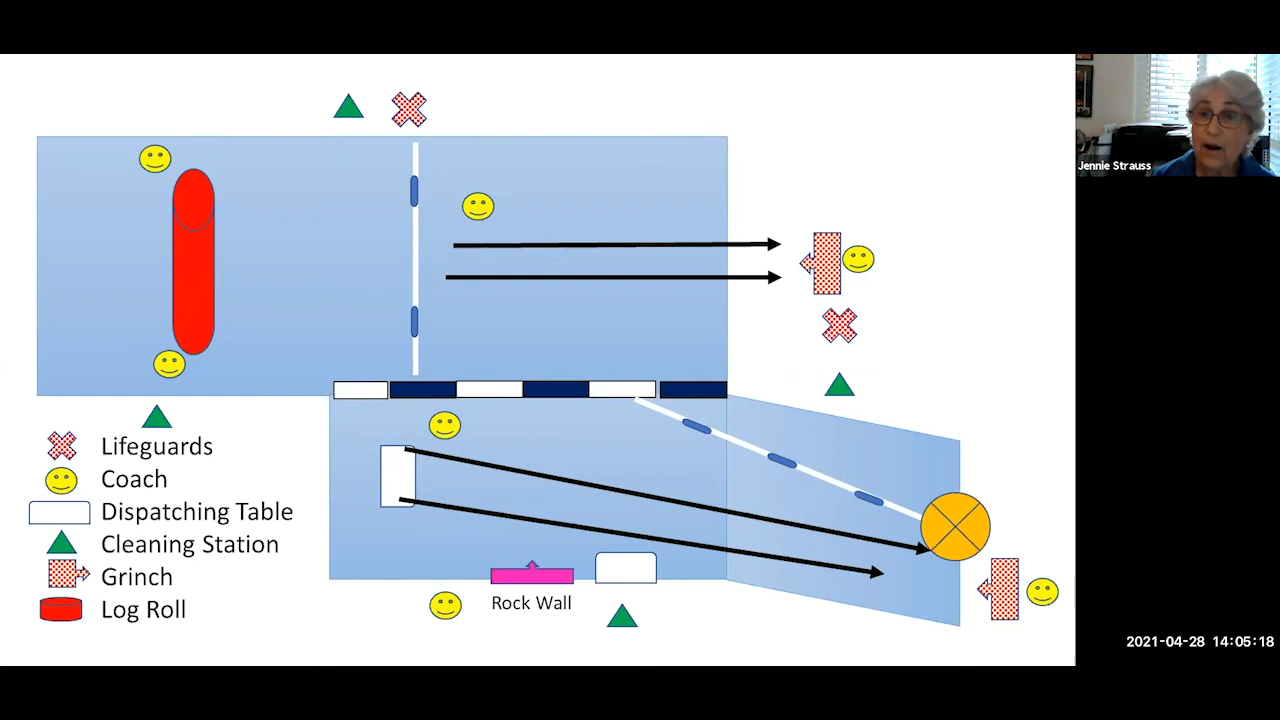 Jennie Strauss
Lifeguards
Coach
Dispatching Table
Cleaning Station
Grinch
Log Roll
Rock Wall
2021-04-28 14:05:18